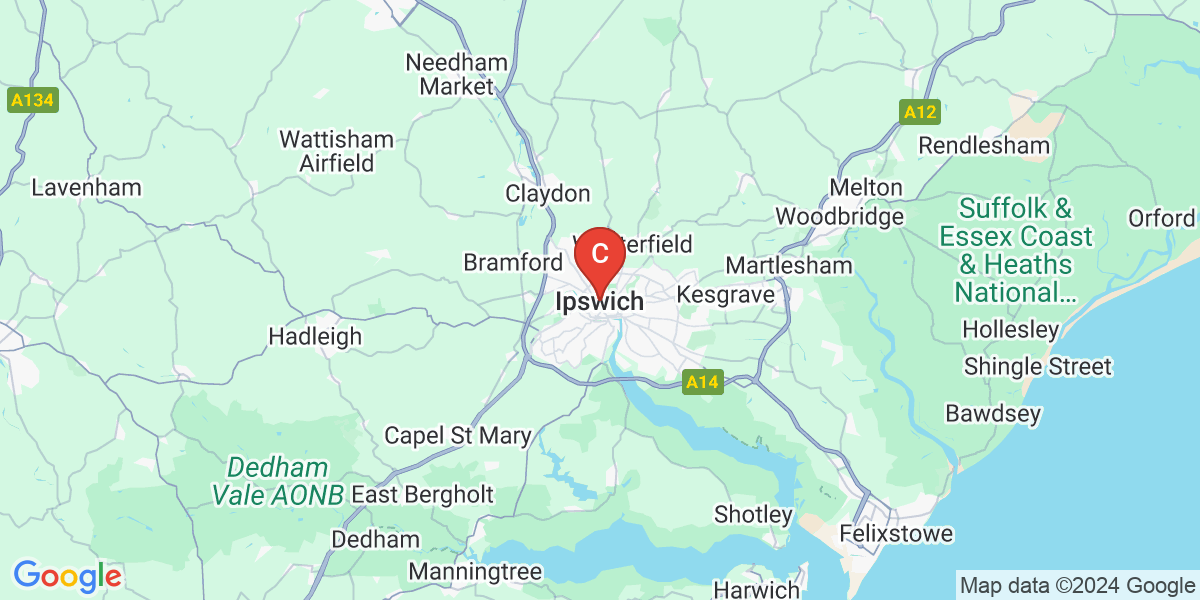 Needham
Market
A134
A12
Wattisham
Airfield
Rendlesham
Lavenham
Claydon
Melton
Woodbridge
Suffolk &
Essex Coast
& Heaths
National...
Orford
C
Bramford
Martlesham
Ipswich
Kesgrave
Hadleigh
Hollesley
Shingle Street
A14
Bawdsey
Capel St Mary
Dedham
Vale AONB
East Bergholt
Shotley
Felixstowe
Dedham
Manningtree
Harwich
Google
Map data ©2024 Google